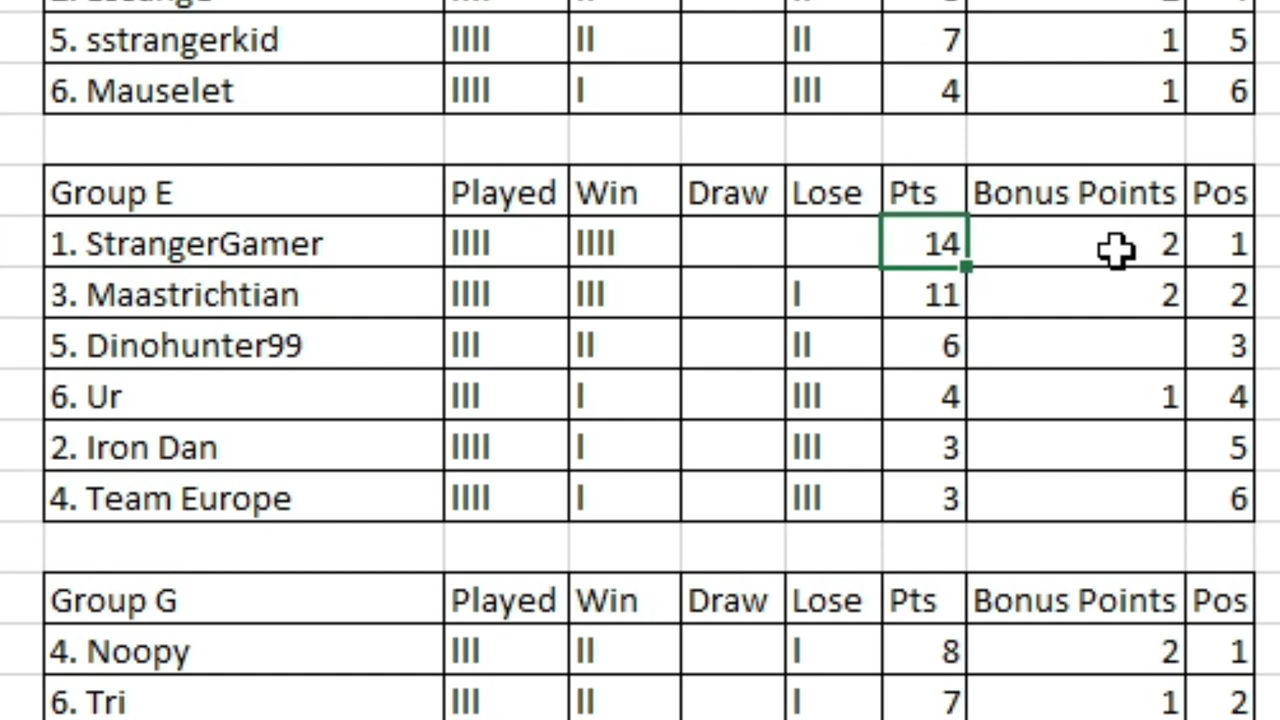 5. sstrangerkid IIII II II 7 1 5
6. Mauselet IIII I III 4 1 6
Group E Played Win Draw Lose Pts Bonus Points Pos
1. StrangerGamer IIII IIII 14 2 1
3. Maastrichtian IIII III I 11 2 2
5. Dinohunter99 III II II 6 3
6. Ur III I III 4 1 4
2. Iron Dan IIII I III 3 5
4. Team Europe IIII I III 3 6
Group G Played Win Draw Lose Pts Bonus Points Pos
4. Noopy III II I 8 2 1
6. Tri III II I 7 1 2